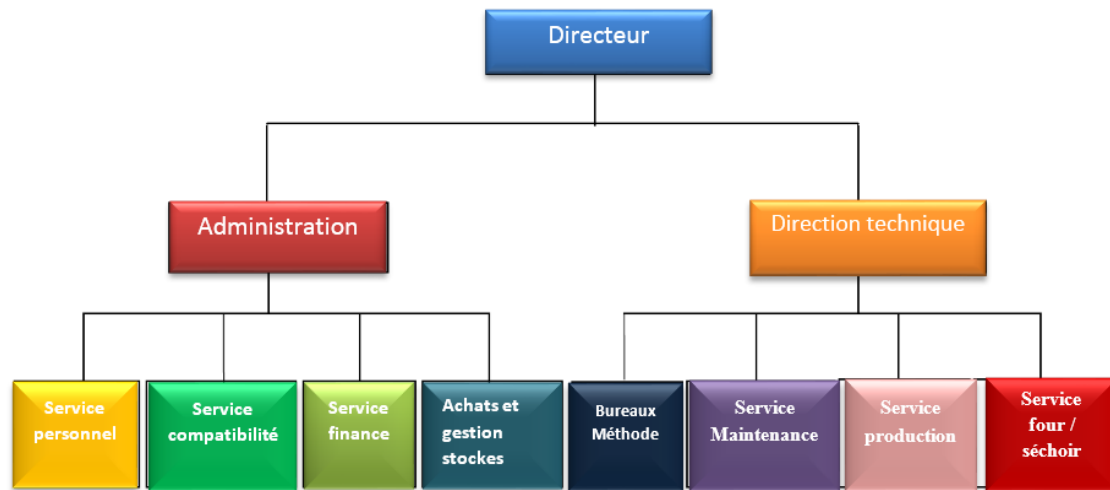 Directeur
Administration
Direction technique
Service
personnel
Service
compatibilité
Service
finance
Achats et
gestion
stockes
Bureaux
Méthode
Service
Maintenance
Service
production
Service
four /
séchoir